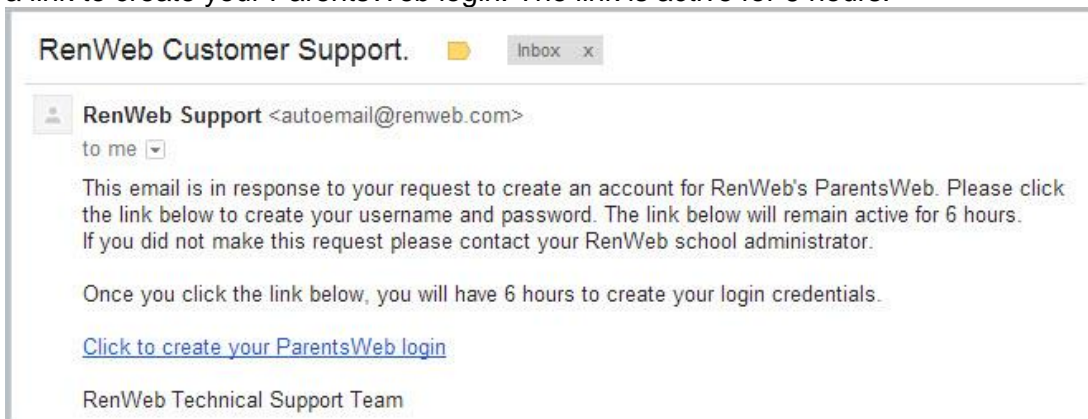 a link to create your ParentsWeb login. The link is active for 6 hours.
RenWeb Customer Support.
Inbox x
RenWeb Support <autoemail@renweb.com>
to me
This email is in response to your request to create an account for RenWeb's ParentsWeb. Please click
the link below to create your username and password. The link below will remain active for 6 hours.
If you did not make this request please contact your RenWeb school administrator.
Once you click the link below, you will have 6 hours to create your login credentials.
Click to create your ParentsWeb login
RenWeb Technical Support Team